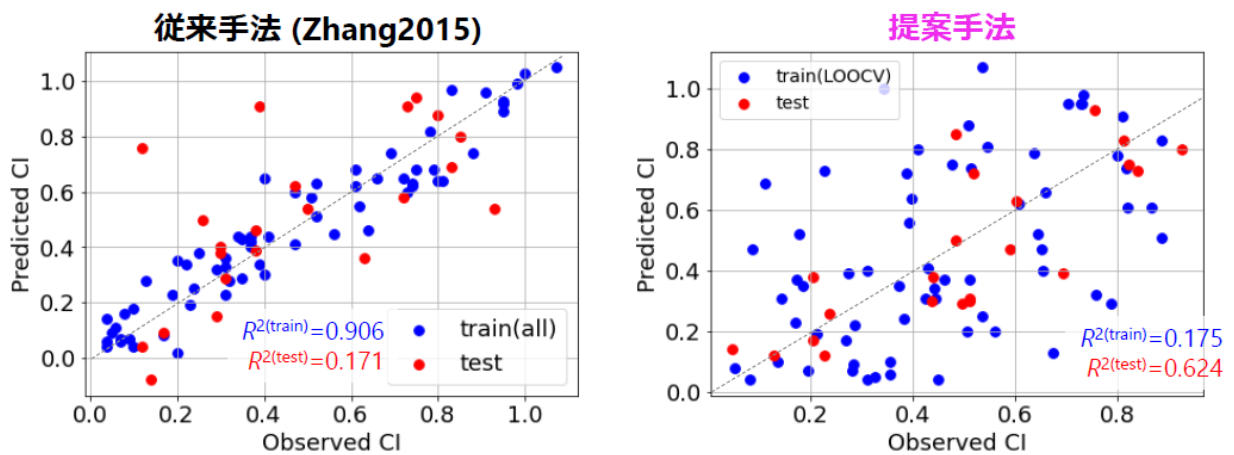 従来手法 (Zhang2015)
Predicted CI
1.0
0.8
0.6
0.4
0.2
0.0
R²⁽ᵗʳᵃⁱⁿ⁾=0.906
R²⁽ᵗᵉˢᵗ⁾=0.171
train(all)
test
0.0 0.2 0.4 0.6 0.8 1.0
Observed CI
提案手法
Predicted CI
train(LOOCV)
test
1.0
0.8
0.6
0.4
0.2
0.0
R²⁽ᵗʳᵃⁱⁿ⁾=0.175
R²⁽ᵗᵉˢᵗ⁾=0.624
0.2 0.4 0.6 0.8
Observed CI